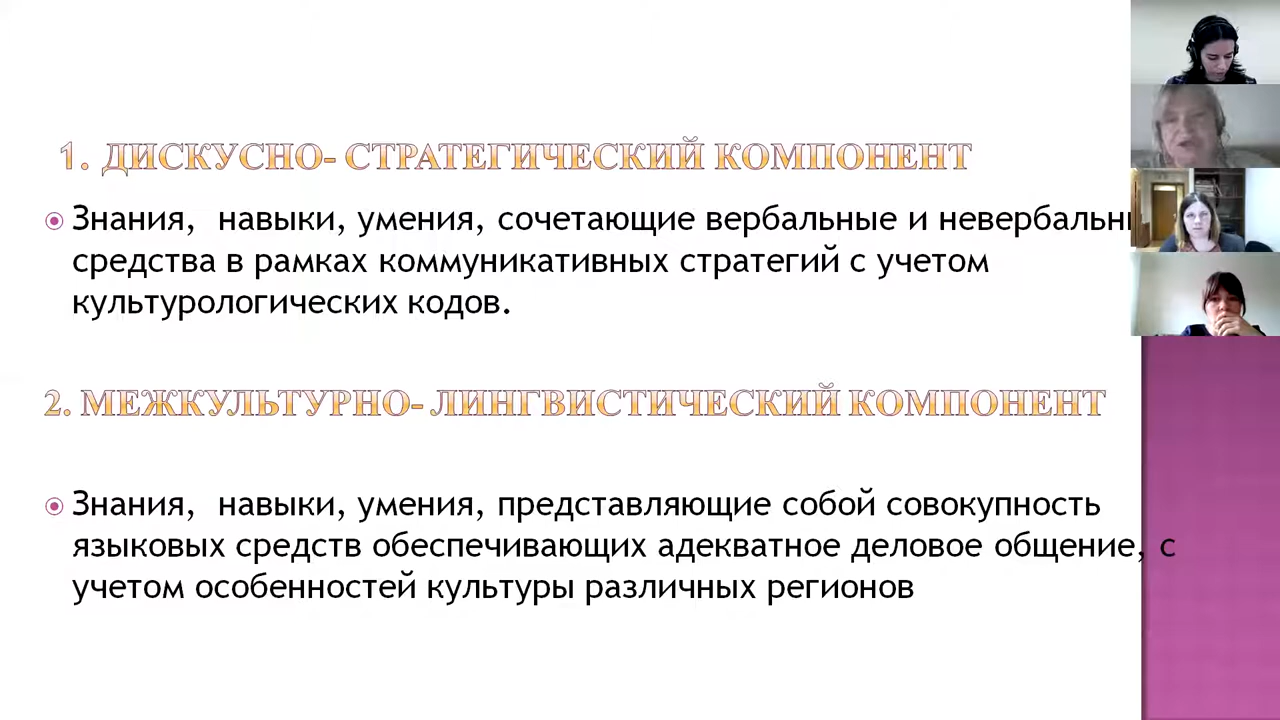 1. ДИСКУСНО- СТРАТЕГИЧЕСКИЙ КОМПОНЕНТ
Знания, навыки, умения, сочетающие вербальные и
средства в рамках коммуникативных стратегий с учетом
культурологических кодов.
2. МЕЖКУЛЬТУРНО- ЛИНГВИСТИЧЕСКИЙ КОМПОНЕНТ
Знания, навыки, умения, представляющие собой совокупность
языковых средств обеспечивающих адекватное деловое общение, с
учетом особенностей культуры различных регионов